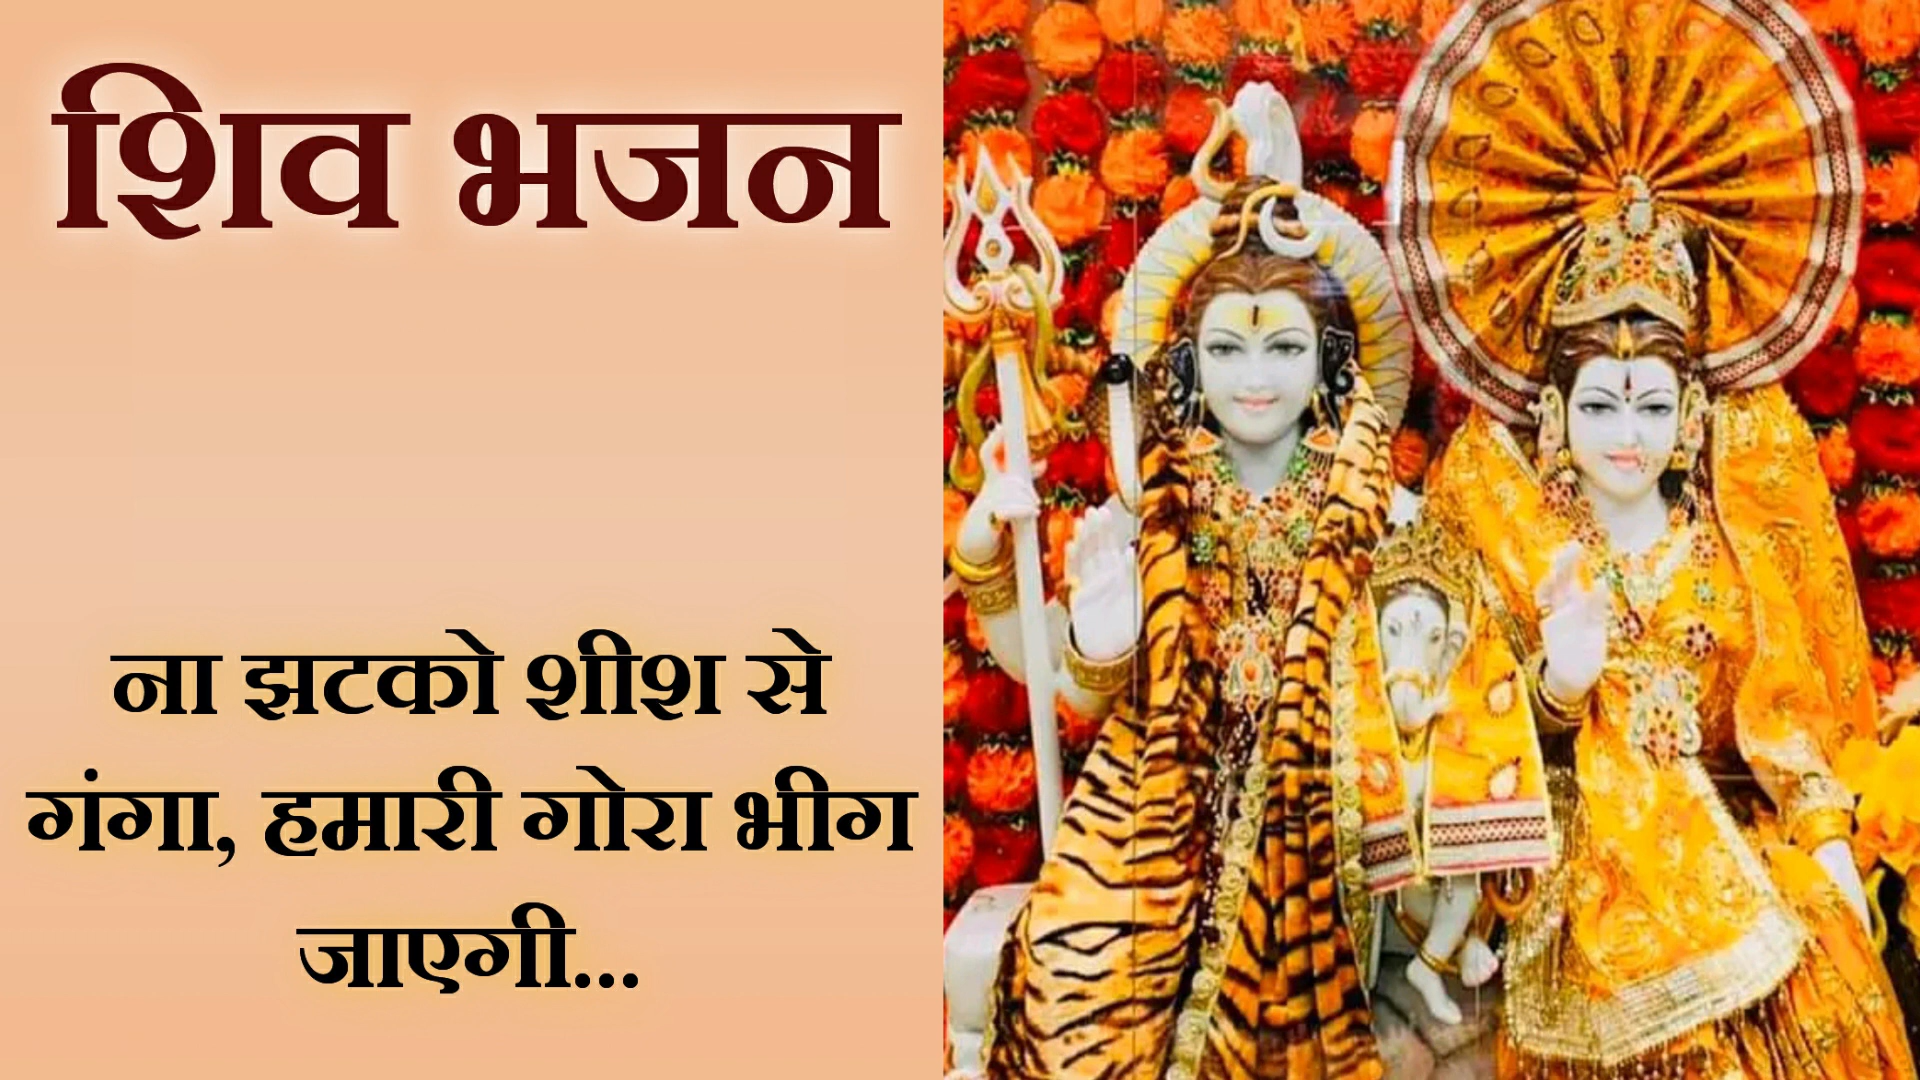 शिव भजन
ना झटको शीश से
गंगा, हमारी गोरा भीग
जाएगी...